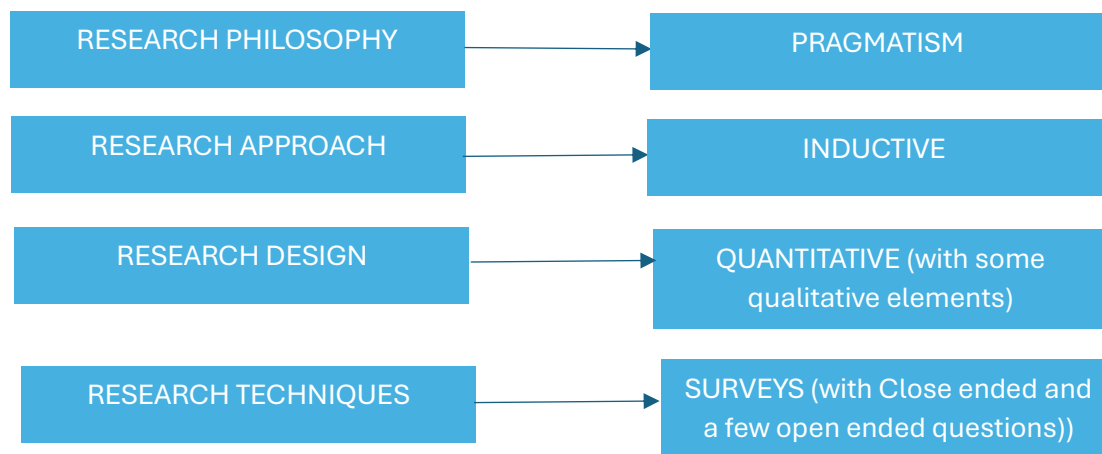 RESEARCH PHILOSOPHY
PRAGMATISM
RESEARCH APPROACH
INDUCTIVE
RESEARCH DESIGN
QUANTITATIVE (with some
qualitative elements)
RESEARCH TECHNIQUES
SURVEYS (with Close ended and
a few open ended questions))